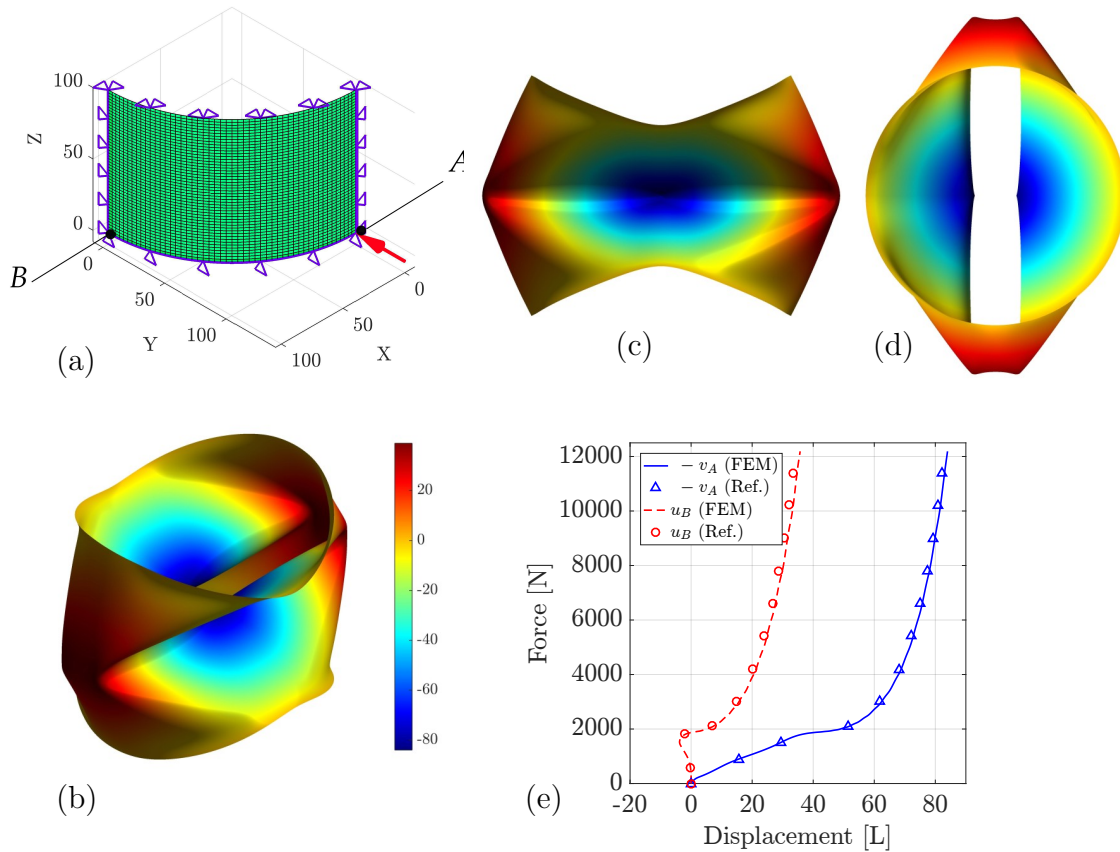 100
50
0
Z
A
B
0
50
100
Y
0
50
100
X
(a)
(c)
(d)
20
0
-20
-40
-60
-80
(b)
12000
10000
8000
6000
4000
2000
0
Force [N]
− v_A (FEM)
− v_A (Ref.)
u_B (FEM)
u_B (Ref.)
-20 0 20 40 60 80
Displacement [L]
(e)